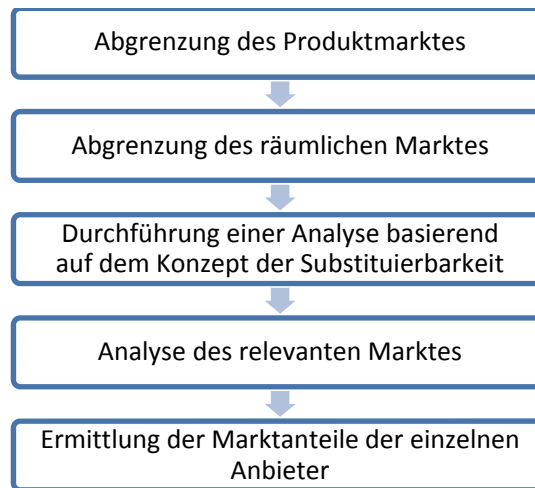 Abgrenzung des Produktmarktes
Abgrenzung des räumlichen Marktes
Durchführung einer Analyse basierend
auf dem Konzept der Substituierbarkeit
Analyse des relevanten Marktes
Ermittlung der Marktanteile der einzelnen
Anbieter